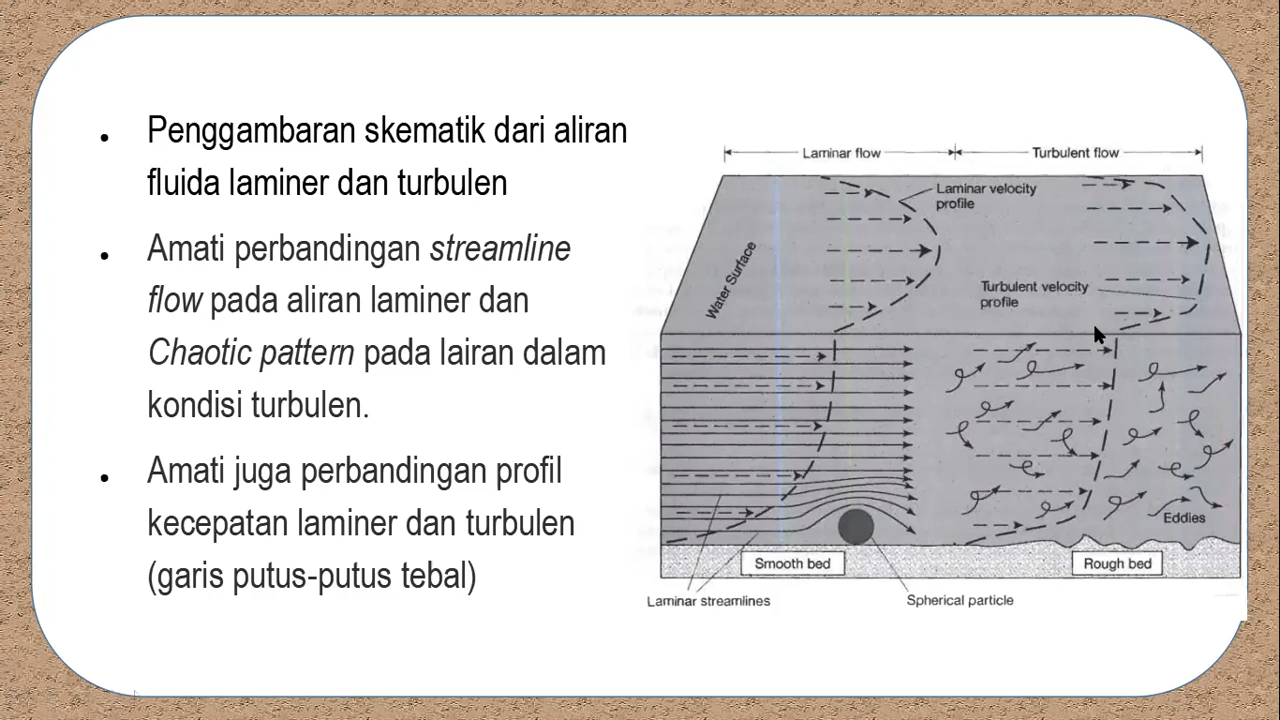 Penggambaran skematik dari aliran
fluida laminer dan turbulen
Amati perbandingan streamline
flow pada aliran laminer dan
Chaotic pattern pada lairan dalam
kondisi turbulen.
Amati juga perbandingan profil
kecepatan laminer dan turbulen
(garis putus-putus tebal)
Laminar flow
Turbulent flow
Laminar velocity
profile
Water Surface
Turbulent velocity
profile
Eddies
Smooth bed
Rough bed
Laminar streamlines
Spherical particle